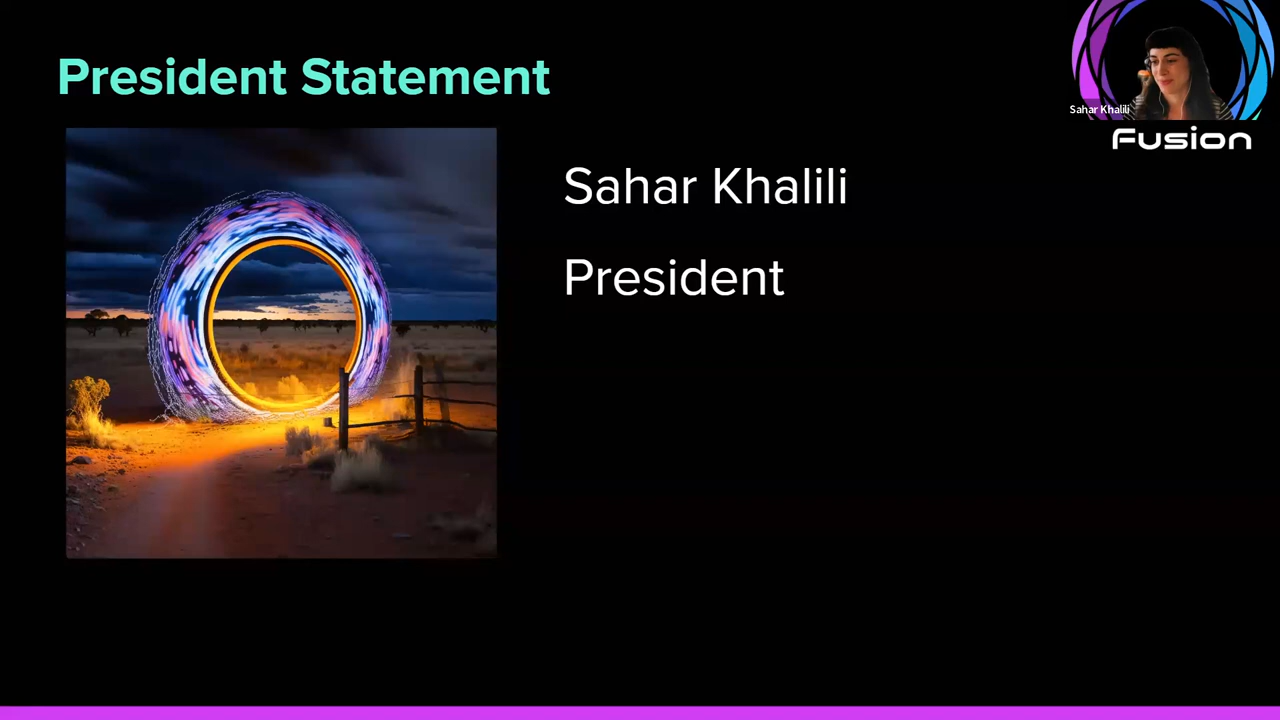 President Statement
Sahar Khalili
Fusion
Sahar Khalili
President